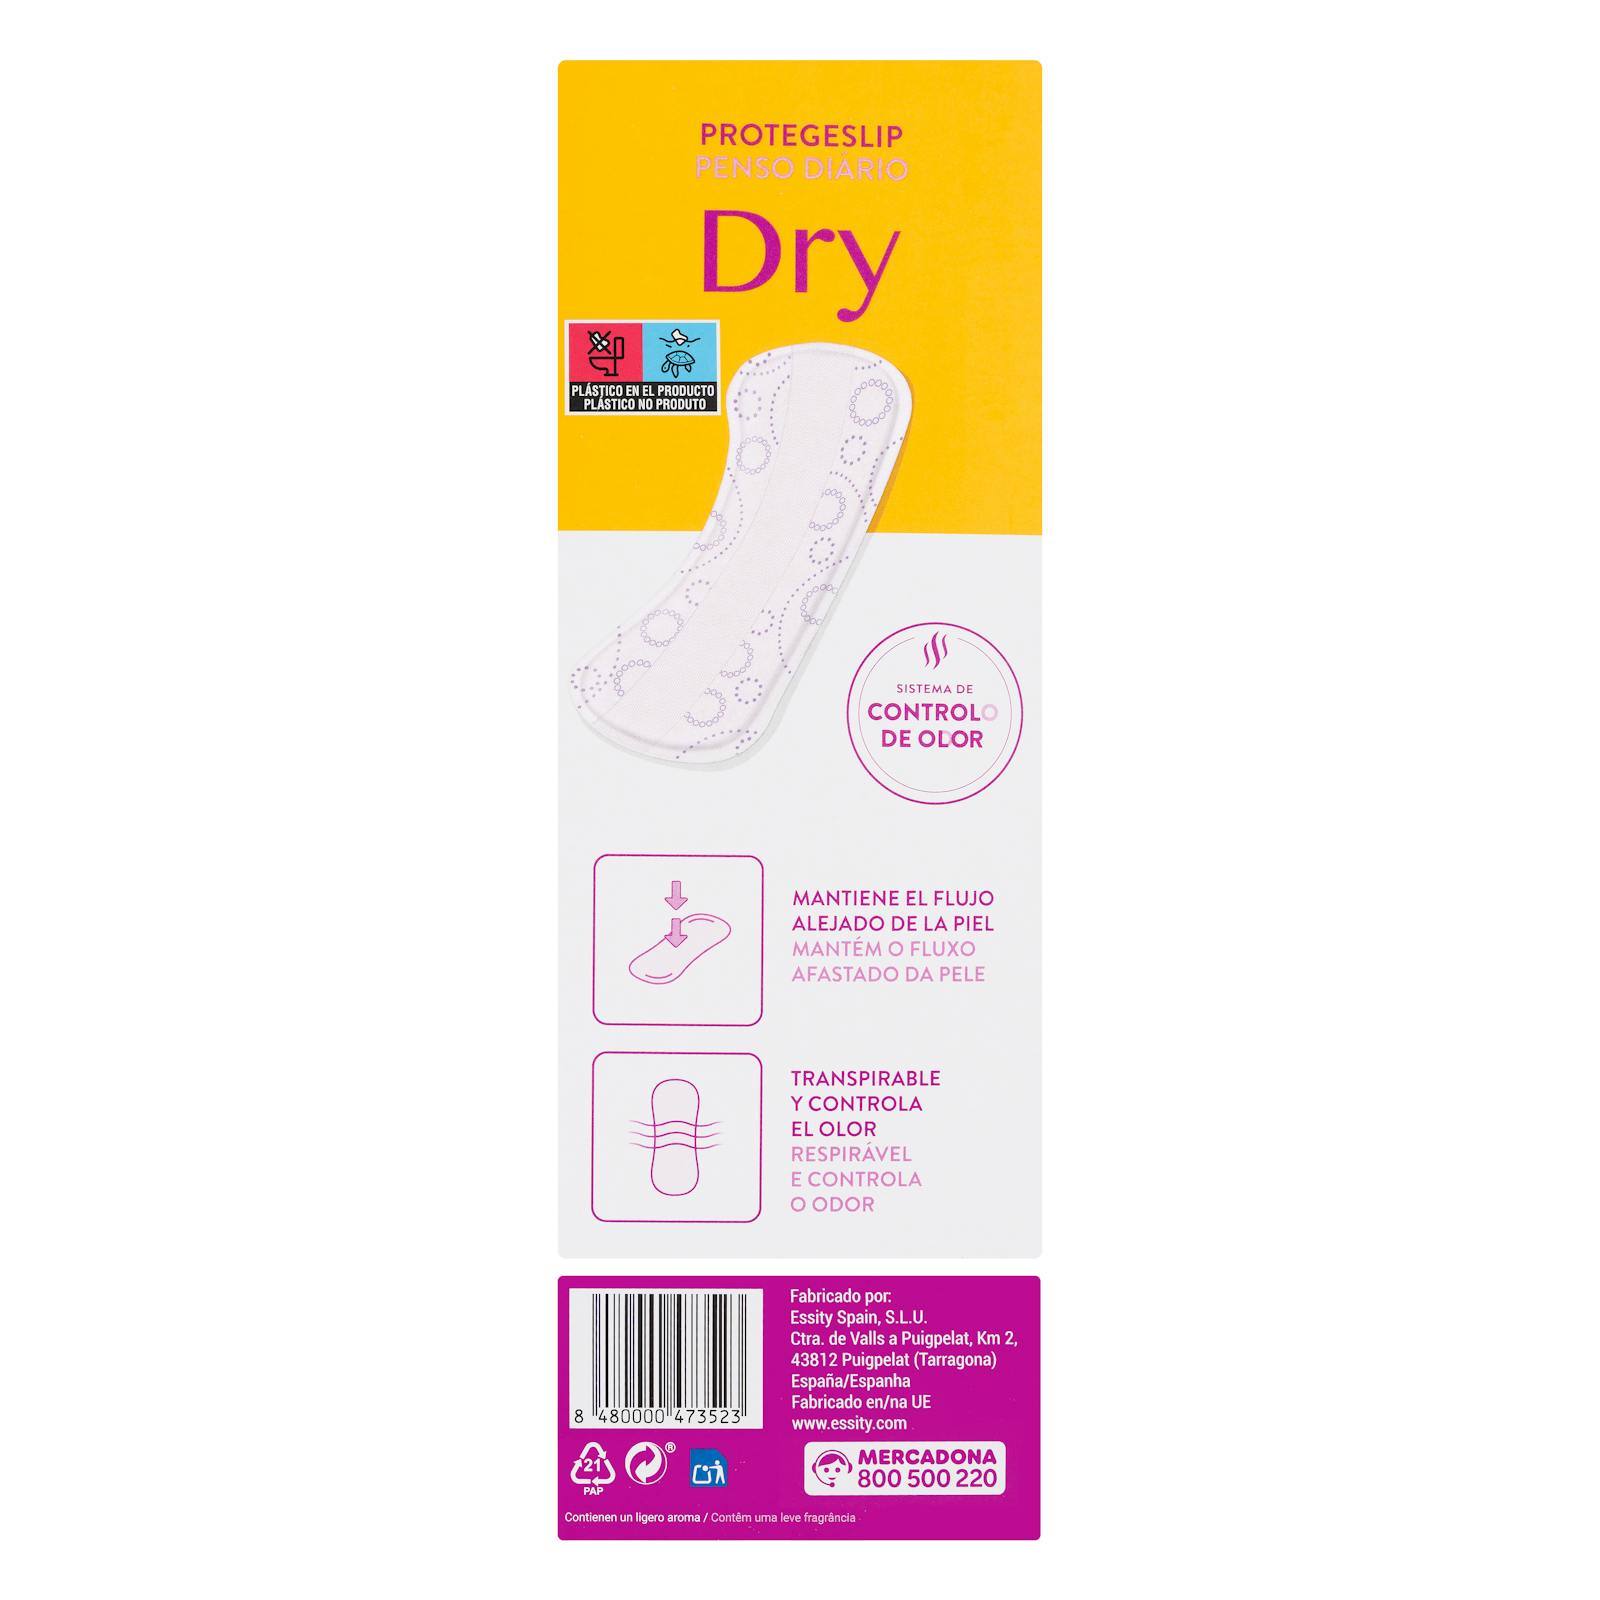 PROTEGESLIP
PENSO DIÁRIO
Dry
PLÁSTICO EN EL PRODUCTO
PLÁSTICO NO PRODUTO
SISTEMA DE
CONTROLO
DE OLOR
MANTIENE EL FLUJO
ALEJADO DE LA PIEL
MANTÉM O FLUXO
AFASTADO DA PELE
TRANSPIRABLE
Y CONTROLA
EL OLOR
RESPIRÁVEL
E CONTROLA
O ODOR
Fabricado por:
Essity Spain, S.L.U.
Ctra. de Valls a Puigpelat, Km 2,
43812 Puigpelat (Tarragona)
España/Espanha
Fabricado en/na UE
www.essity.com
8 480000 473523
21
PAP
®
MERCADONA
800 500 220
Contienen un ligero aroma / Contêm uma leve fragrância